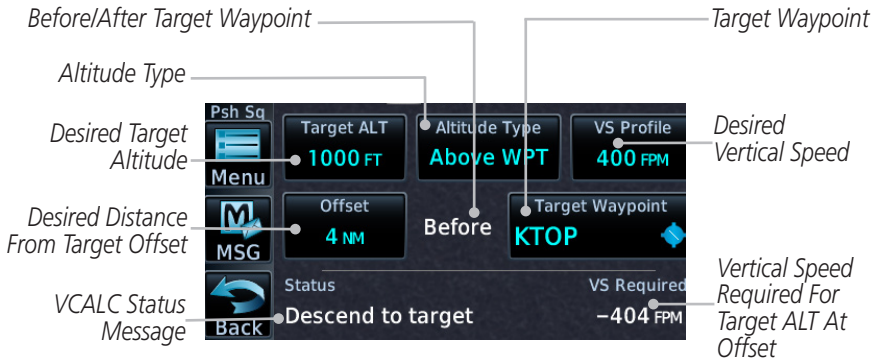 Before/After Target Waypoint
Target Waypoint
Altitude Type
Desired Target
Altitude
Desired
Vertical Speed
Desired Distance
From Target Offset
VCALC Status
Message
Vertical Speed
Required For
Target ALT At
Offset
Psh Sq
Menu
MSG
Back
Target ALT
1000 FT
Altitude Type
Above WPT
VS Profile
400 FPM
Offset
4 NM
Before
Target Waypoint
KTOP
Status
Descend to target
VS Required
-404 FPM